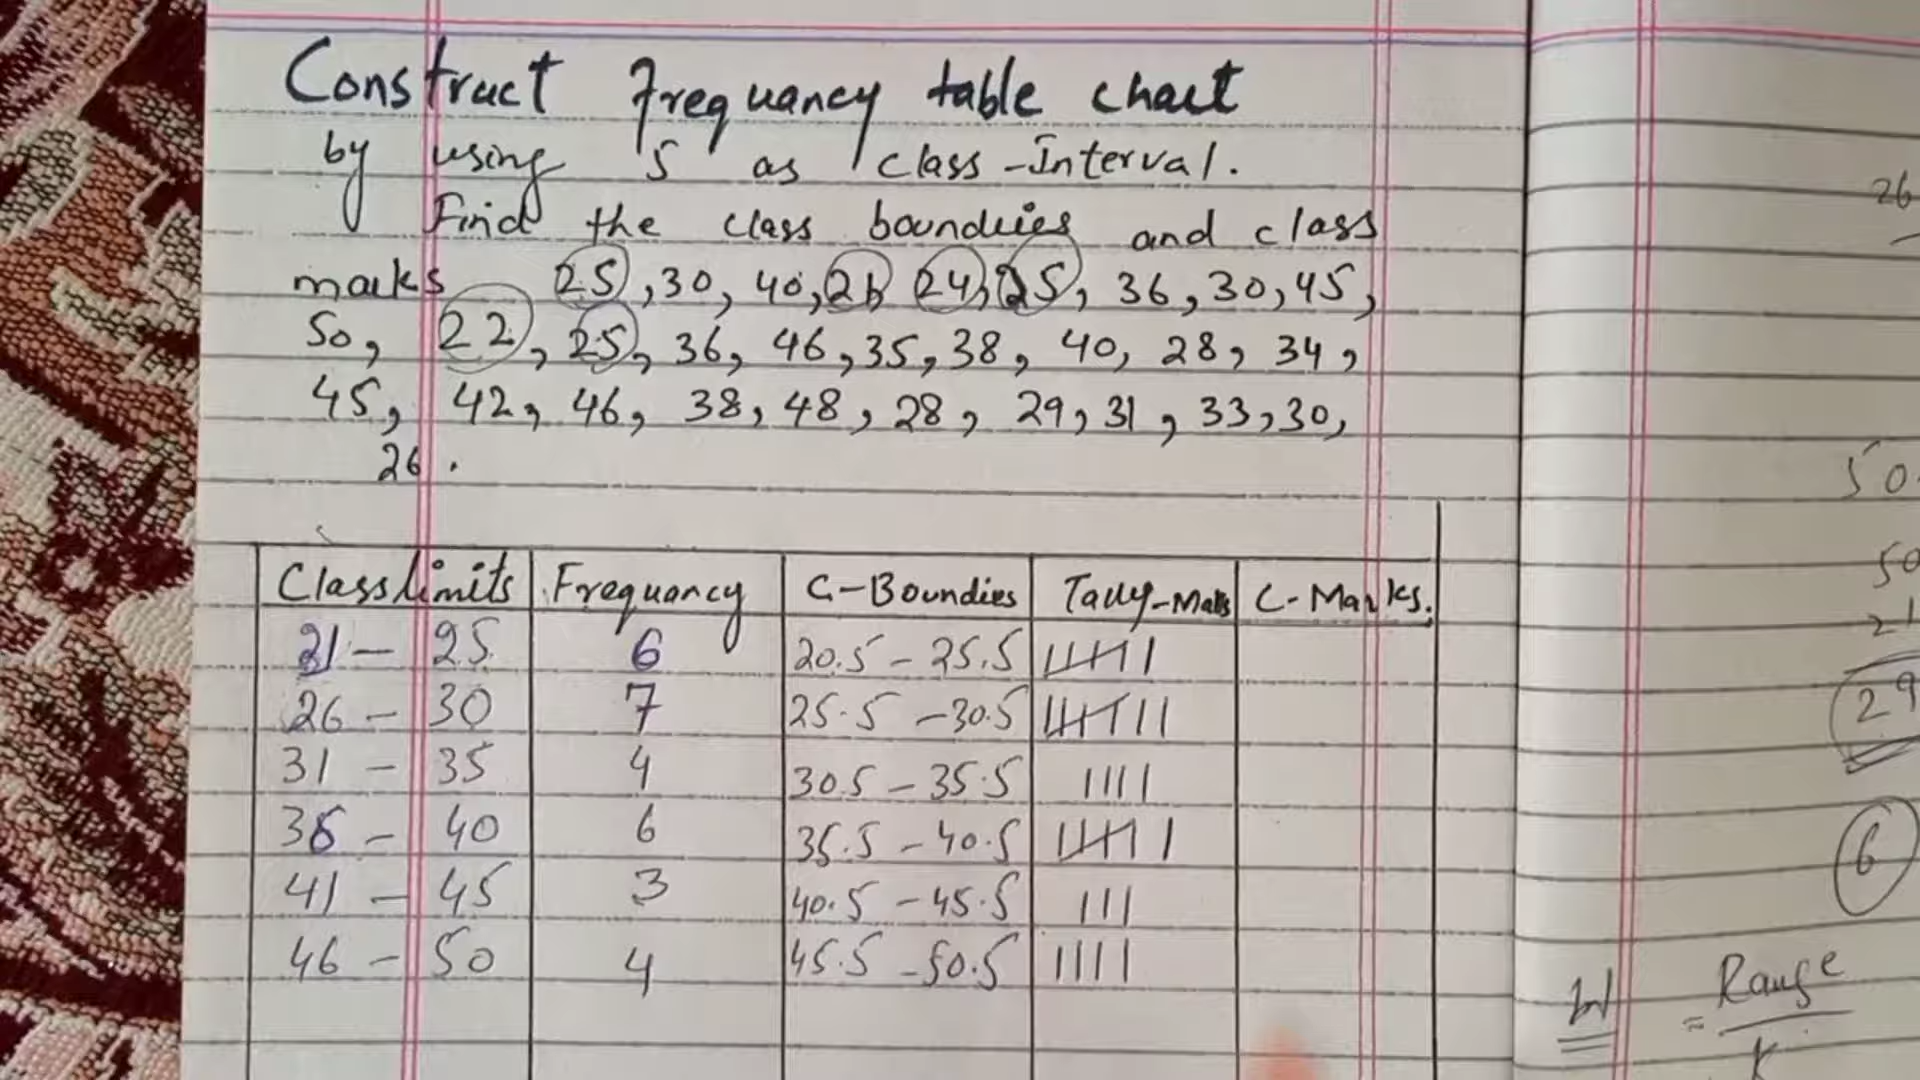 Construct frequancy table chart
by using 5 as class-Interval.
Find the class boundries and class
marks 25, 30, 40, 21, 24, 25, 36, 30, 45,
50, 22, 25, 36, 46, 35, 38, 40, 28, 34,
45, 42, 46, 38, 48, 28, 29, 31, 33, 30,
26.
Class limits Frequancy C-Boundies Tally-Marks C-Marks.
21 - 25 6 20.5 - 25.5
26 - 30 7 25.5 - 30.5
31 - 35 4 30.5 - 35.5 ||||
36 - 40 6 35.5 - 40.5
41 - 45 3 40.5 - 45.5 |||
46 - 50 4 45.5 - 50.5 ||||
26
50
50
21
29
6
W = Range
K